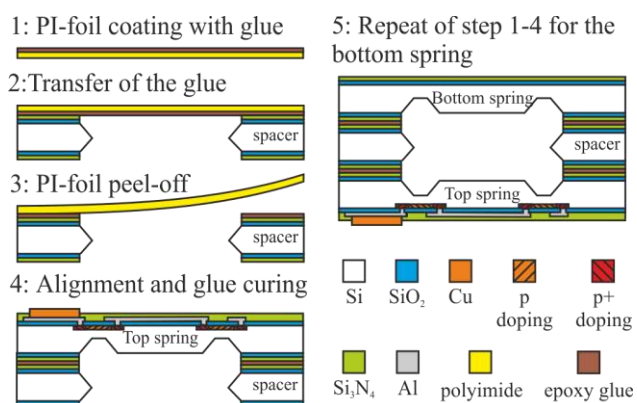 1: PI-foil coating with glue
2:Transfer of the glue
spacer
3: PI-foil peel-off
spacer
4: Alignment and glue curing
Top spring
spacer
5: Repeat of step 1-4 for the
bottom spring
Bottom spring
spacer
Top spring
Si
SiO₂
Cu
p
doping
p+
doping
Si₃N₄
Al
polyimide
epoxy glue